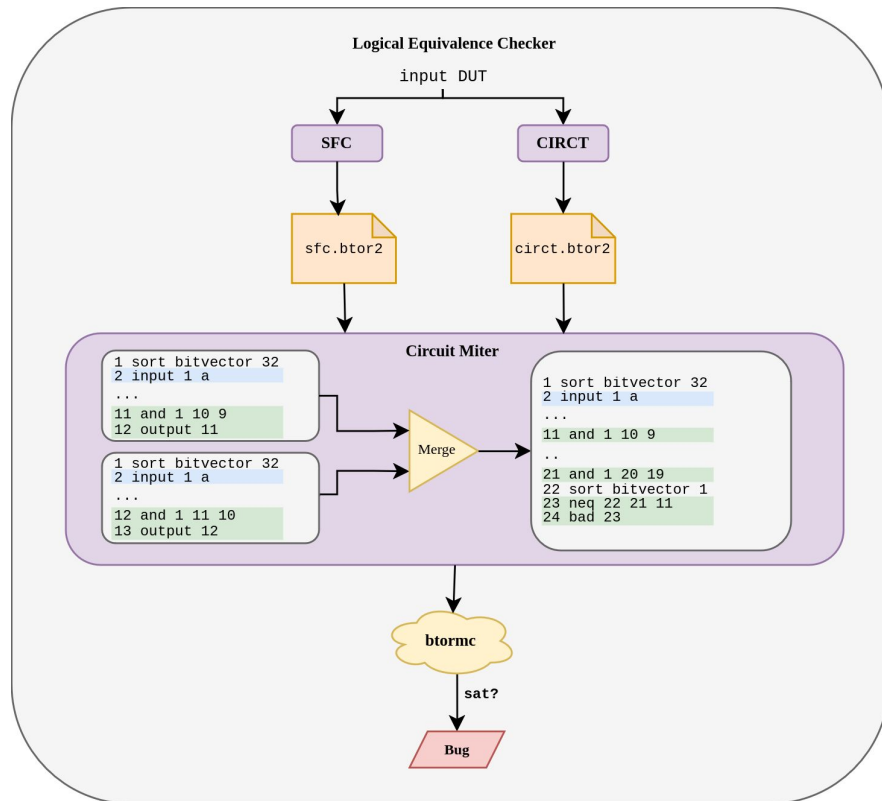 Logical Equivalence Checker
input DUT
SFC
CIRCT
sfc.btor2
circt.btor2
Circuit Miter
1 sort bitvector 32
2 input 1 a
...
11 and 1 10 9
12 output 11
1 sort bitvector 32
2 input 1 a
...
12 and 1 11 10
13 output 12
Merge
1 sort bitvector 32
2 input 1 a
...
11 and 1 10 9
..
21 and 1 20 19
22 sort bitvector 1
23 neq 22 21 11
24 bad 23
btormc
sat?
Bug